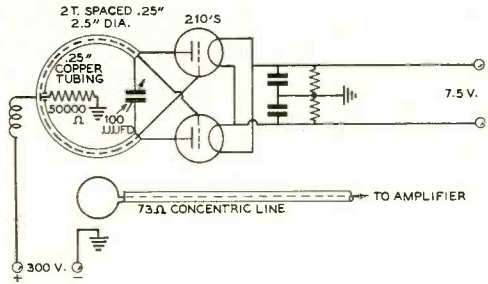 2 T. SPACED .25"
2.5" DIA.
210'S
.25"
COPPER
TUBING
50000
Ω
100
μμFD
7.5 V.
TO AMPLIFIER
73Ω CONCENTRIC LINE
300 V.
+
-